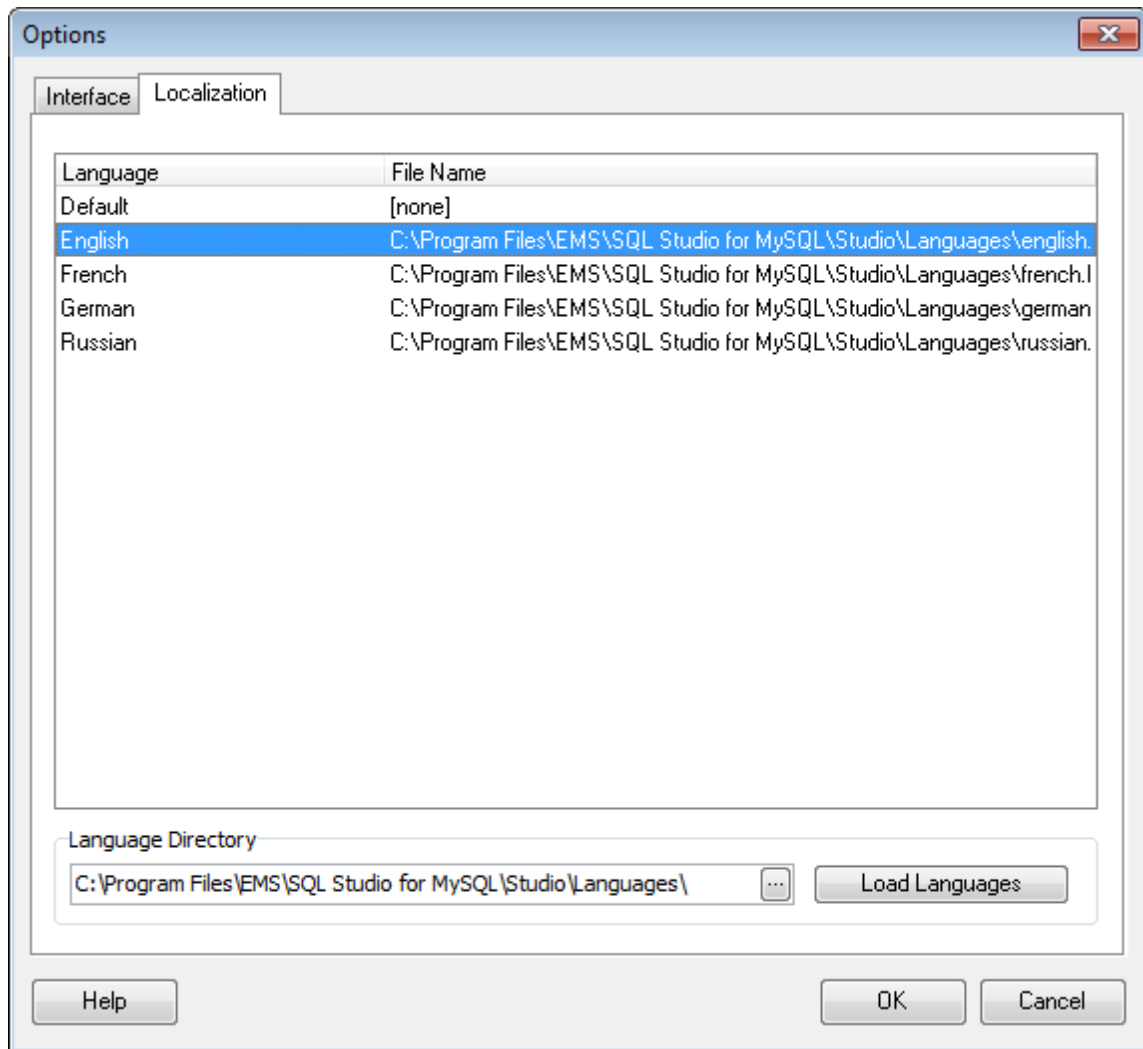 Options
Interface Localization
Language File Name
Default [none]
English C:\Program Files\EMS\SQL Studio for MySQL\Studio\Languages\english.
French C:\Program Files\EMS\SQL Studio for MySQL\Studio\Languages\french.l
German C:\Program Files\EMS\SQL Studio for MySQL\Studio\Languages\german
Russian C:\Program Files\EMS\SQL Studio for MySQL\Studio\Languages\russian.
Language Directory
C:\Program Files\EMS\SQL Studio for MySQL\Studio\Languages\ ... Load Languages
Help OK Cancel